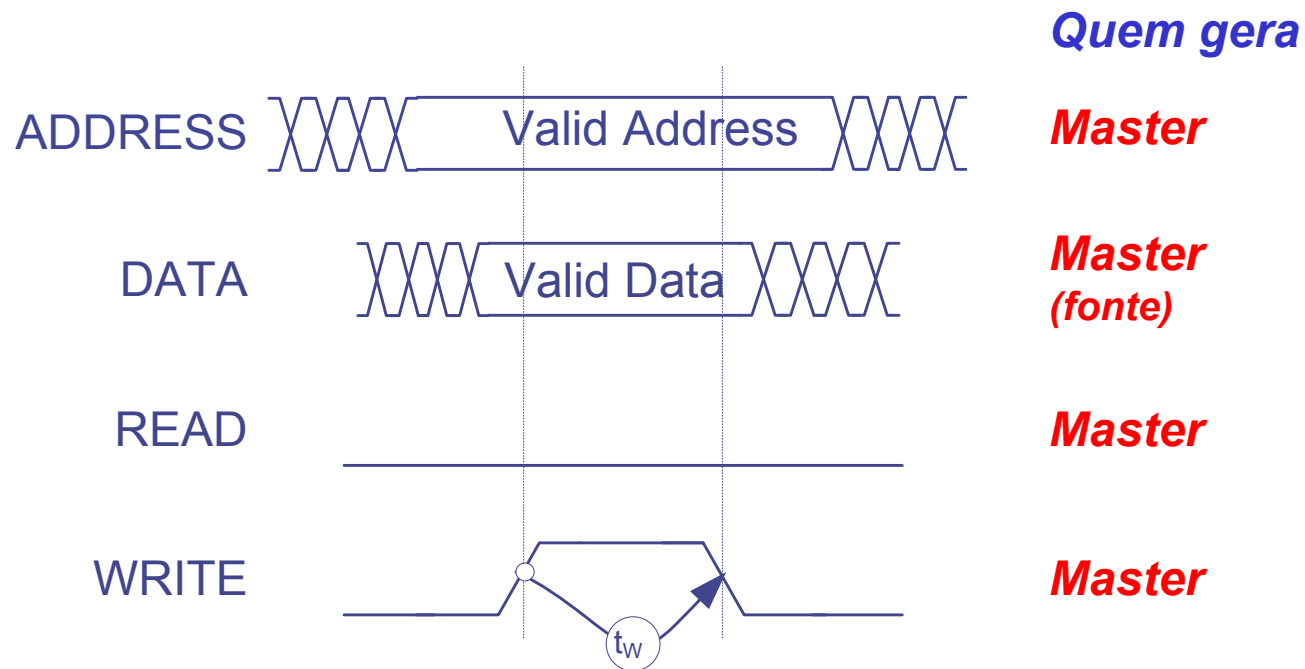 Quem gera
ADDRESS Valid Address Master
DATA Valid Data Master
(fonte)
READ Master
WRITE Master
tW